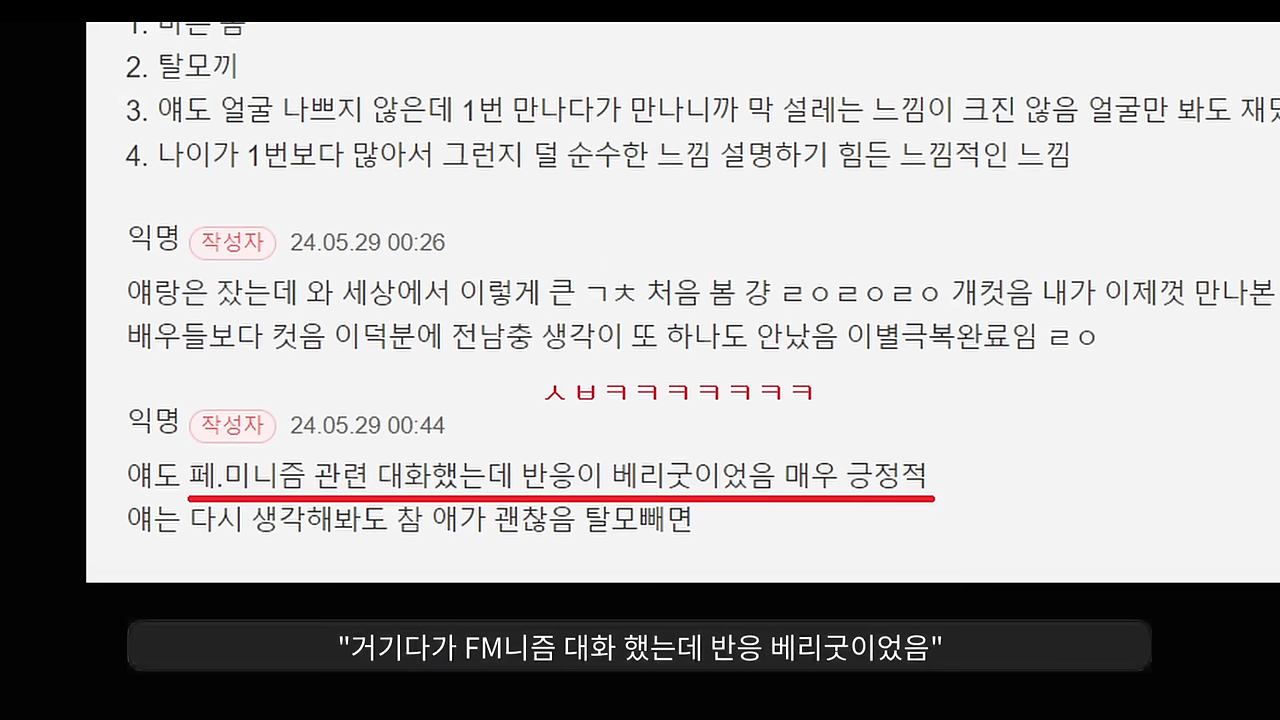 2. 탈모끼
3. 얘도 얼굴 나쁘지 않은데 1번 만나다가 만나니까 막 설레는 느낌이 크진 않음 얼굴만 봐도
4. 나이가 1번보다 많아서 그런지 덜 순수한 느낌 설명하기 힘든 느낌적인 느낌
익명 작성자 24.05.29 00:26
얘랑은 잤는데 와 세상에서 이렇게 큰 ㄱㅊ 처음 봄 걍 ㄹㅇㄹㅇㄹㅇ 개컷음 내가 이제껏 만나본
배우들보다 컷음 이덕분에 전남충 생각이 또 하나도 안났음 이별극복완료임 ㄹㅇ
ㅅㅂㅋㅋㅋㅋㅋㅋㅋ
익명 작성자 24.05.29 00:44
얘도 페.미니즘 관련 대화했는데 반응이 베리굿이었음 매우 긍정적
얘는 다시 생각해봐도 참 애가 괜찮음 탈모빼면
"거기다가 FM니즘 대화 했는데 반응 베리굿이었음"